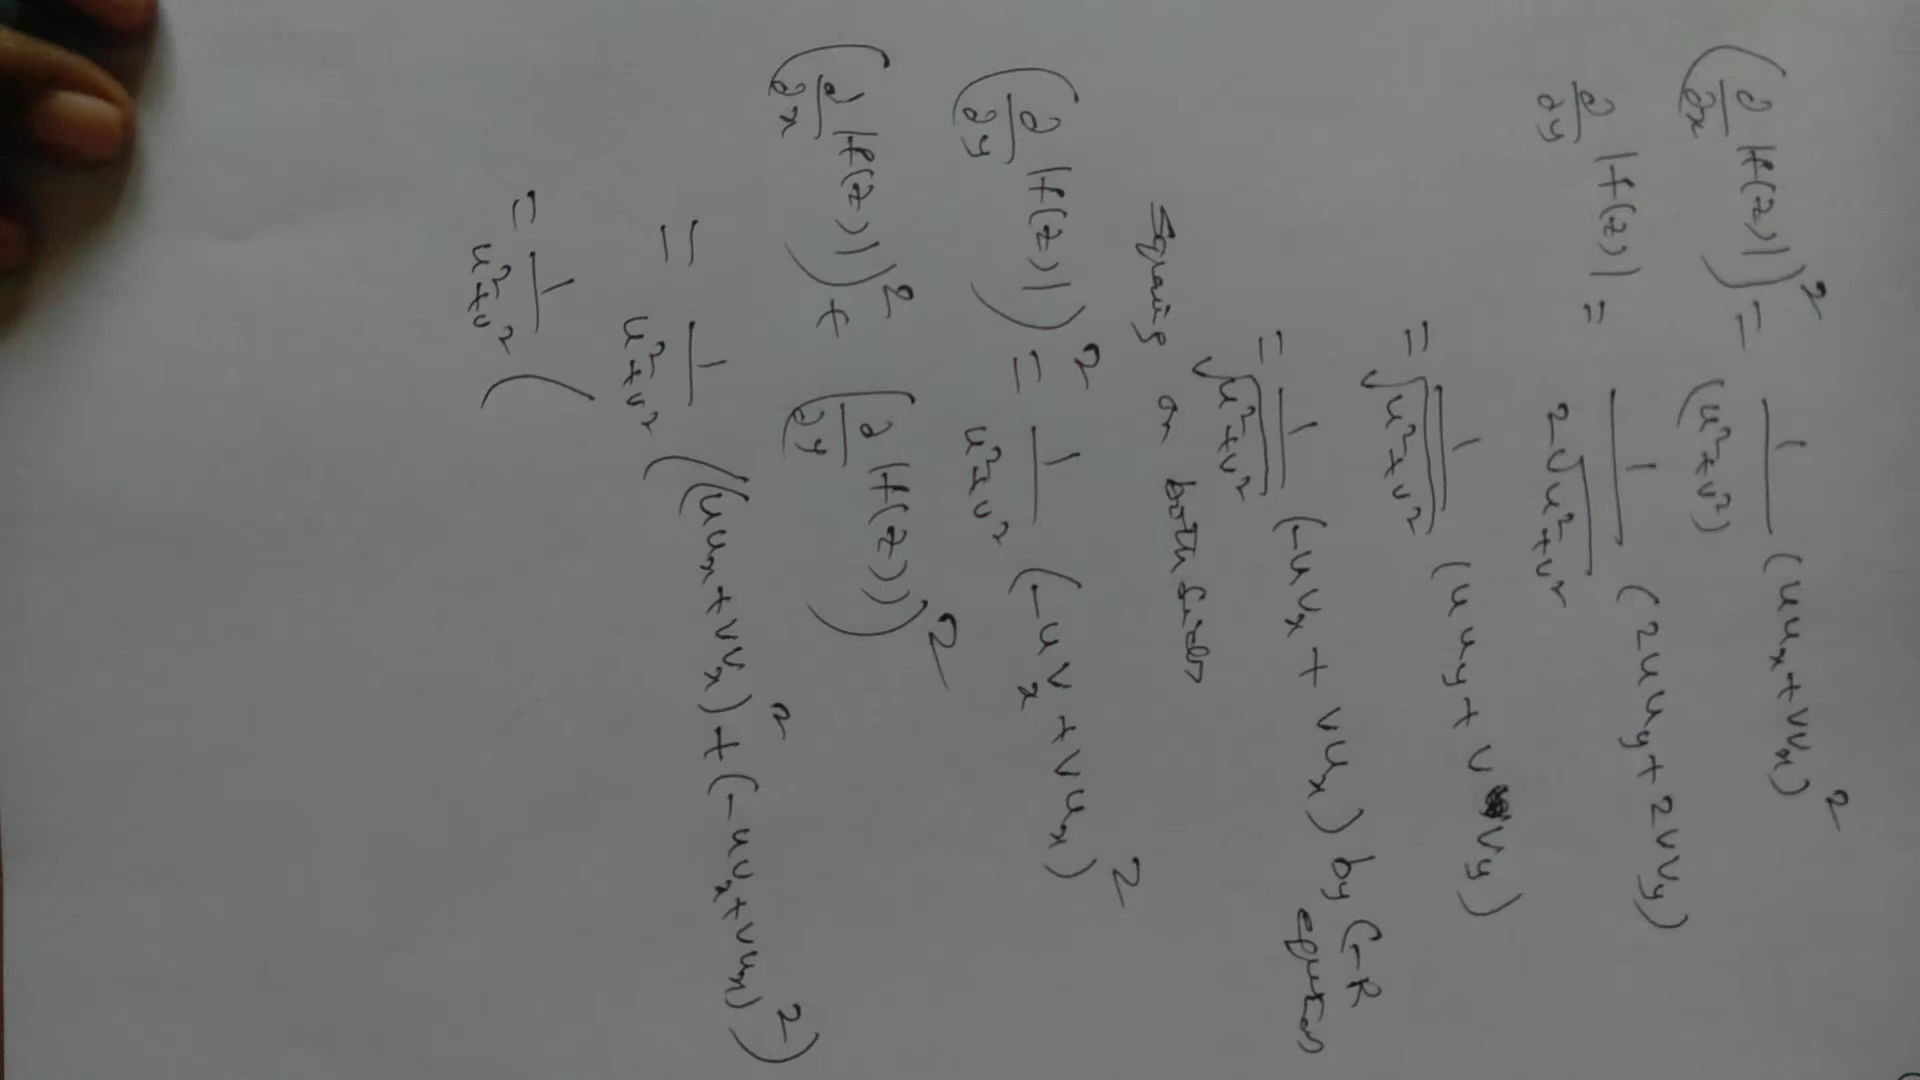 (∂/∂x |f(z)|)² = 1/(u²+v²) (uuₓ + vvₓ)²
∂/∂y |f(z)| = 1/(2√(u²+v²)) (2uu_y + 2vv_y)
= 1/√(u²+v²) (uu_y + vv_y)
= 1/√(u²+v²) (-uvₓ + vuₓ) by C-R
equations
Squaring on both sides
(∂/∂y |f(z)|)² = 1/(u²+v²) (-uvₓ + vuₓ)²
(∂/∂x |f(z)|)² + (∂/∂y |f(z)|)²
= 1/(u²+v²) ((uuₓ + vvₓ)² + (-uvₓ + vuₓ)²)
= 1/(u²+v²) (